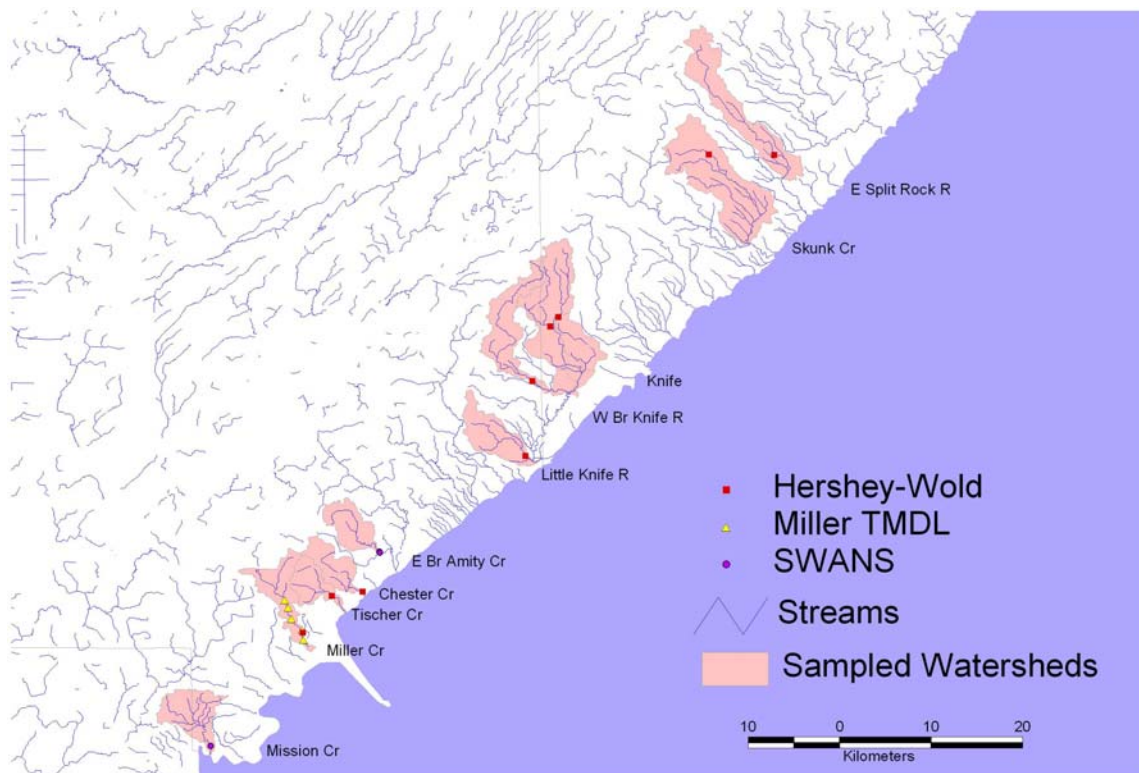 E Split Rock R
Skunk Cr
Knife
W Br Knife R
Little Knife R
E Br Amity Cr
Chester Cr
Tischer Cr
Miller Cr
Mission Cr
Hershey-Wold
Miller TMDL
SWANS
Streams
Sampled Watersheds
10 0 10 20
Kilometers